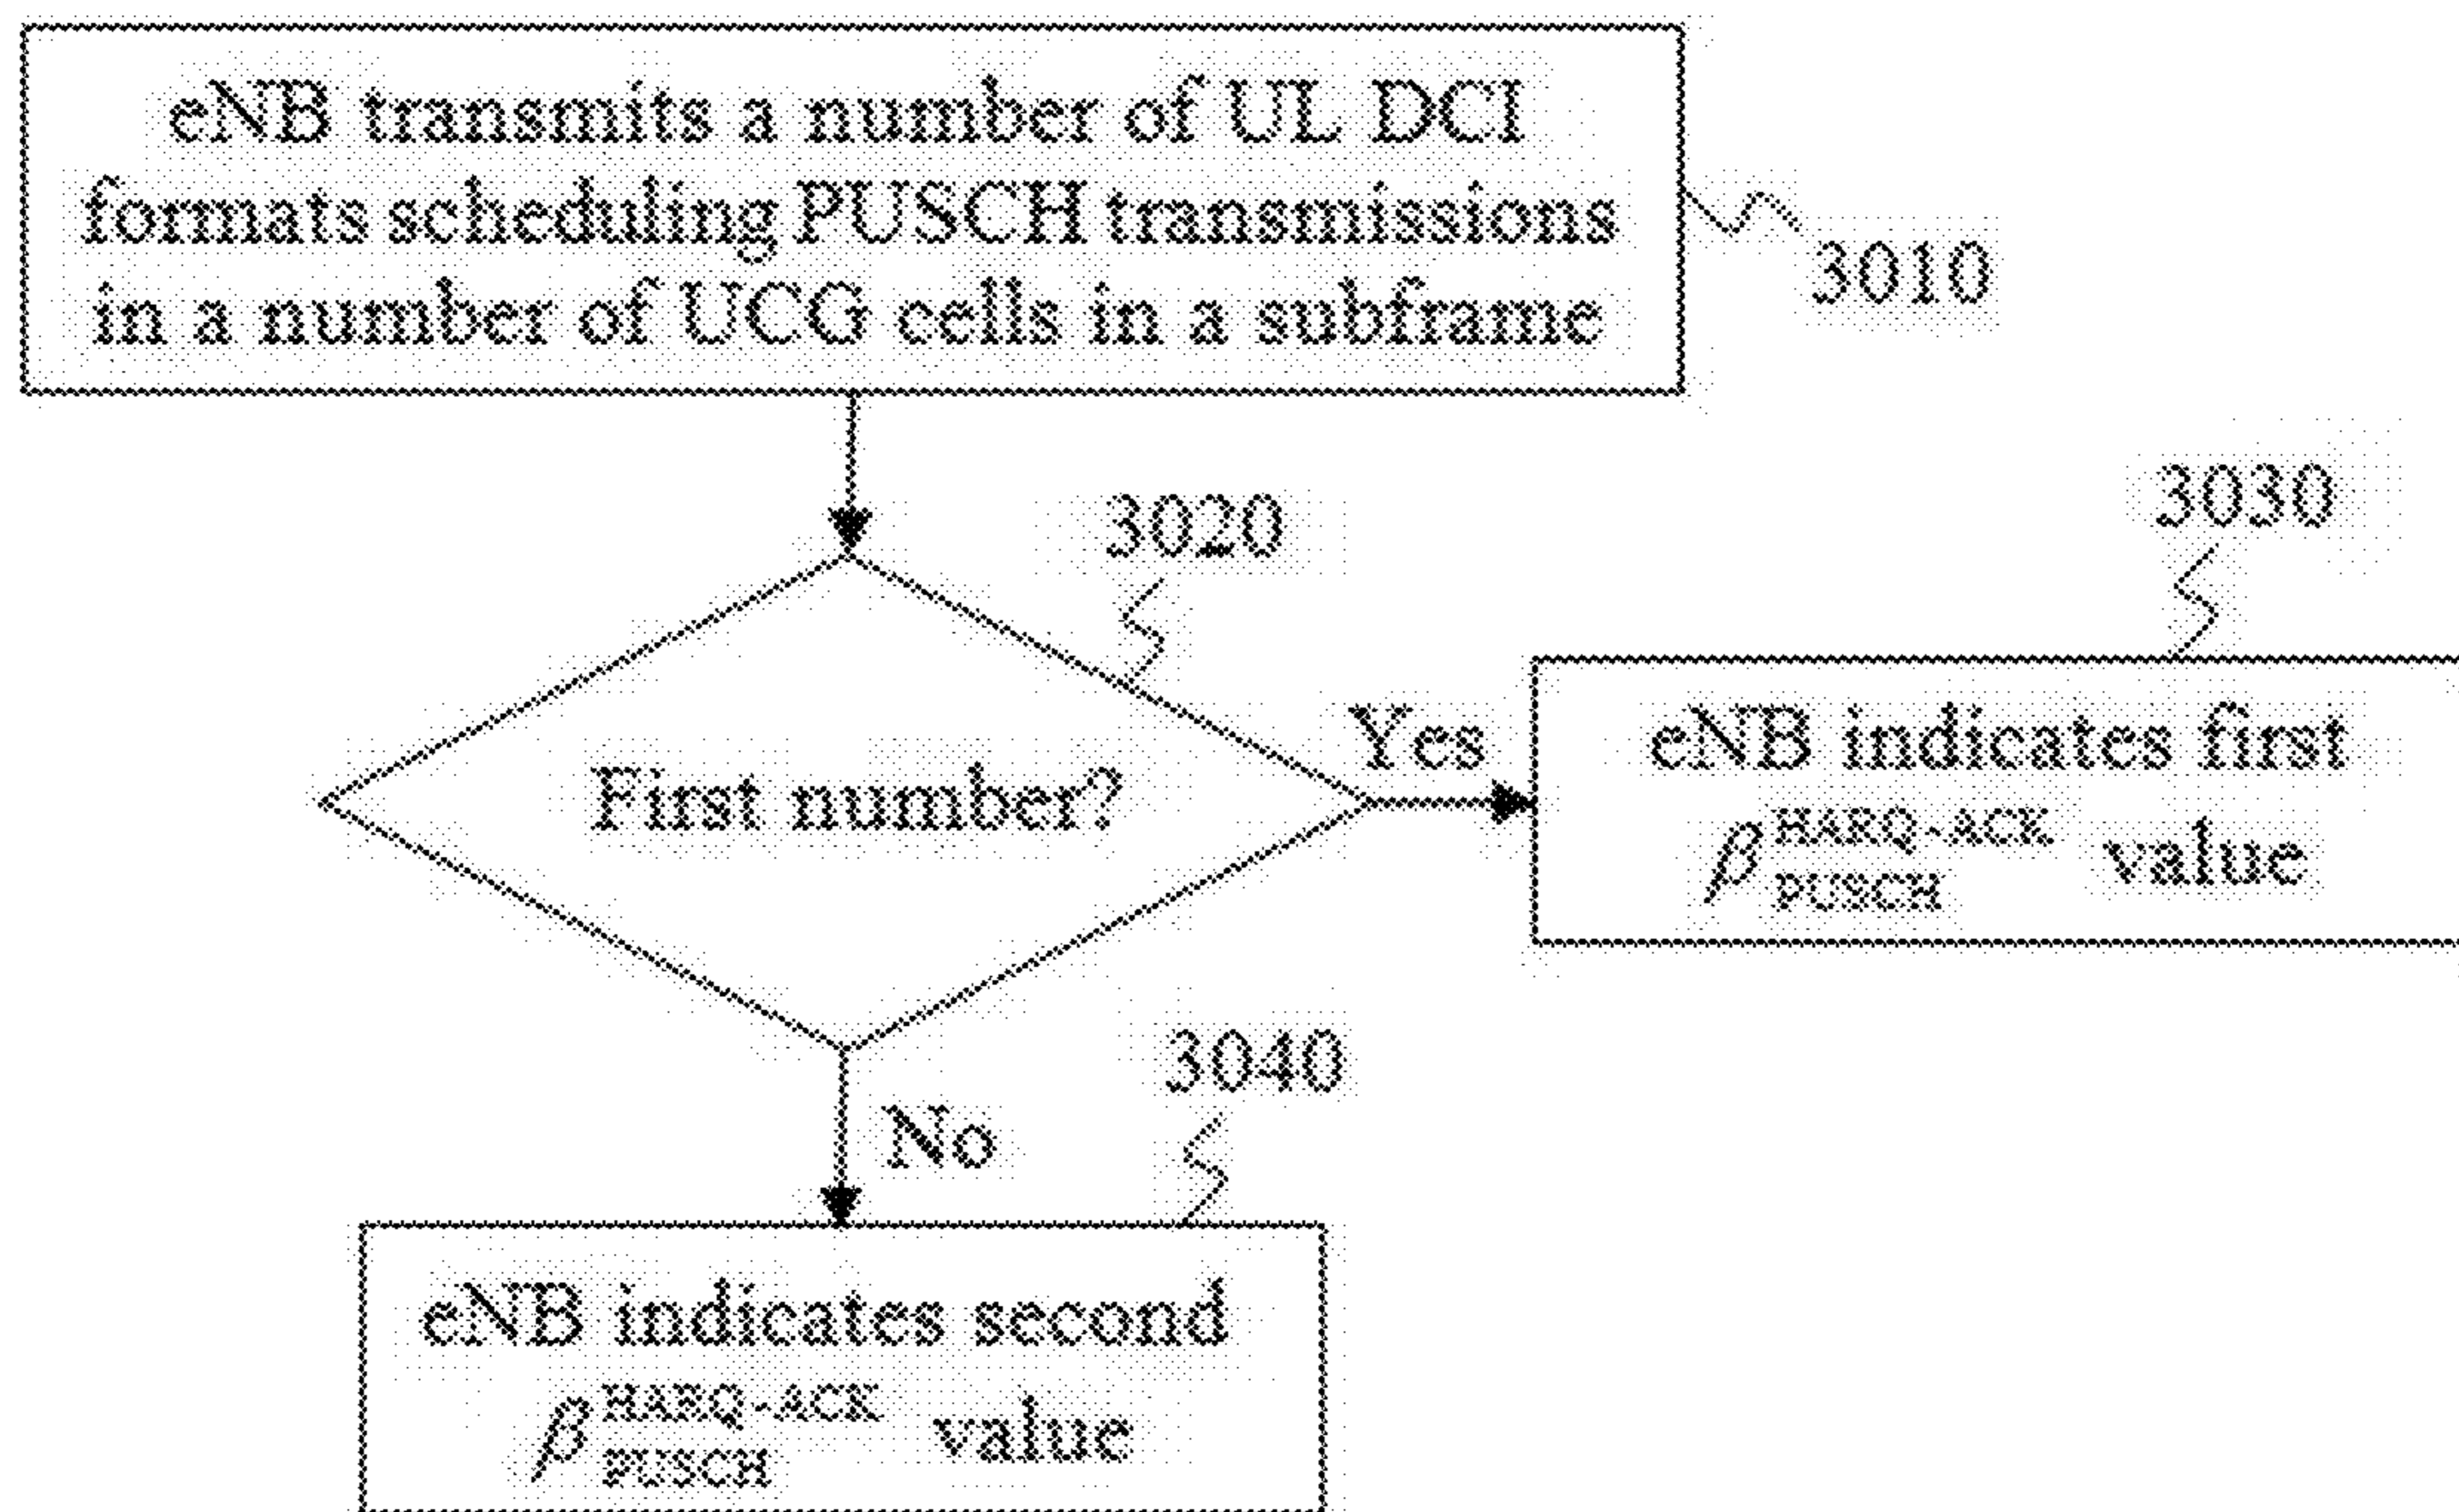 eNB transmits a number of UL DCI
formats scheduling PUSCH transmissions
in a number of UCG cells in a subframe
3010
3020
First number?
Yes
3030
eNB indicates first
β HARQ-ACK PUSCH value
No
3040
eNB indicates second
β HARQ-ACK PUSCH value